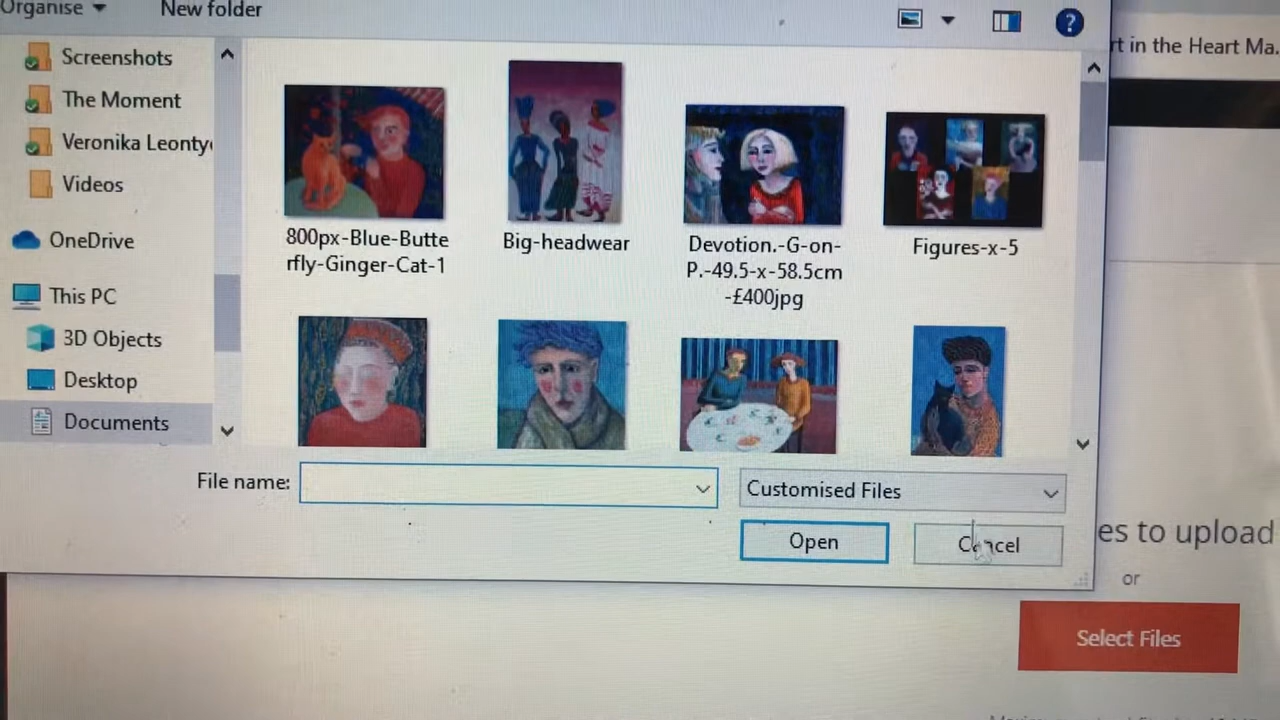 Organise
New folder
Screenshots
The Moment
Veronika Leonty
Videos
OneDrive
This PC
3D Objects
Desktop
Documents
800px-Blue-Butte
rfly-Ginger-Cat-1
Big-headwear
Devotion.-G-on-
P.-49.5-x-58.5cm
-£400jpg
Figures-x-5
rt in the Heart Ma.
File name:
Customised Files
Open
Cancel
es to upload
or
Select Files